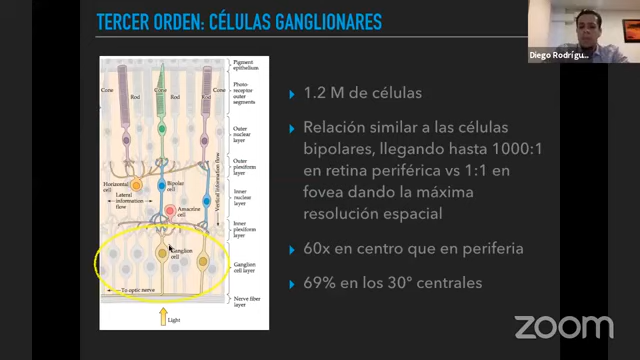 TERCER ORDEN: CÉLULAS GANGLIONARES
Diego Rodrígu...
Pigment
epithelium
Cone
Rod
Cone
Rod
Photo
receptor
outer
segments
Outer
nuclear
layer
Outer
plexiform
layer
Horizontal
cell
Bipolar
cell
Lateral
information
flow
Amacrine
cell
Vertical information flow
Inner
nuclear
layer
Inner
plexiform
layer
Ganglion
cell
Ganglion
cell layer
To optic nerve
Nerve fiber
layer
Light
1.2 M de células
Relación similar a las células
bipolares, llegando hasta 1000:1
en retina periférica vs 1:1 en
fovea dando la máxima
resolución espacial
60x en centro que en periferia
69% en los 30° centrales
zoom